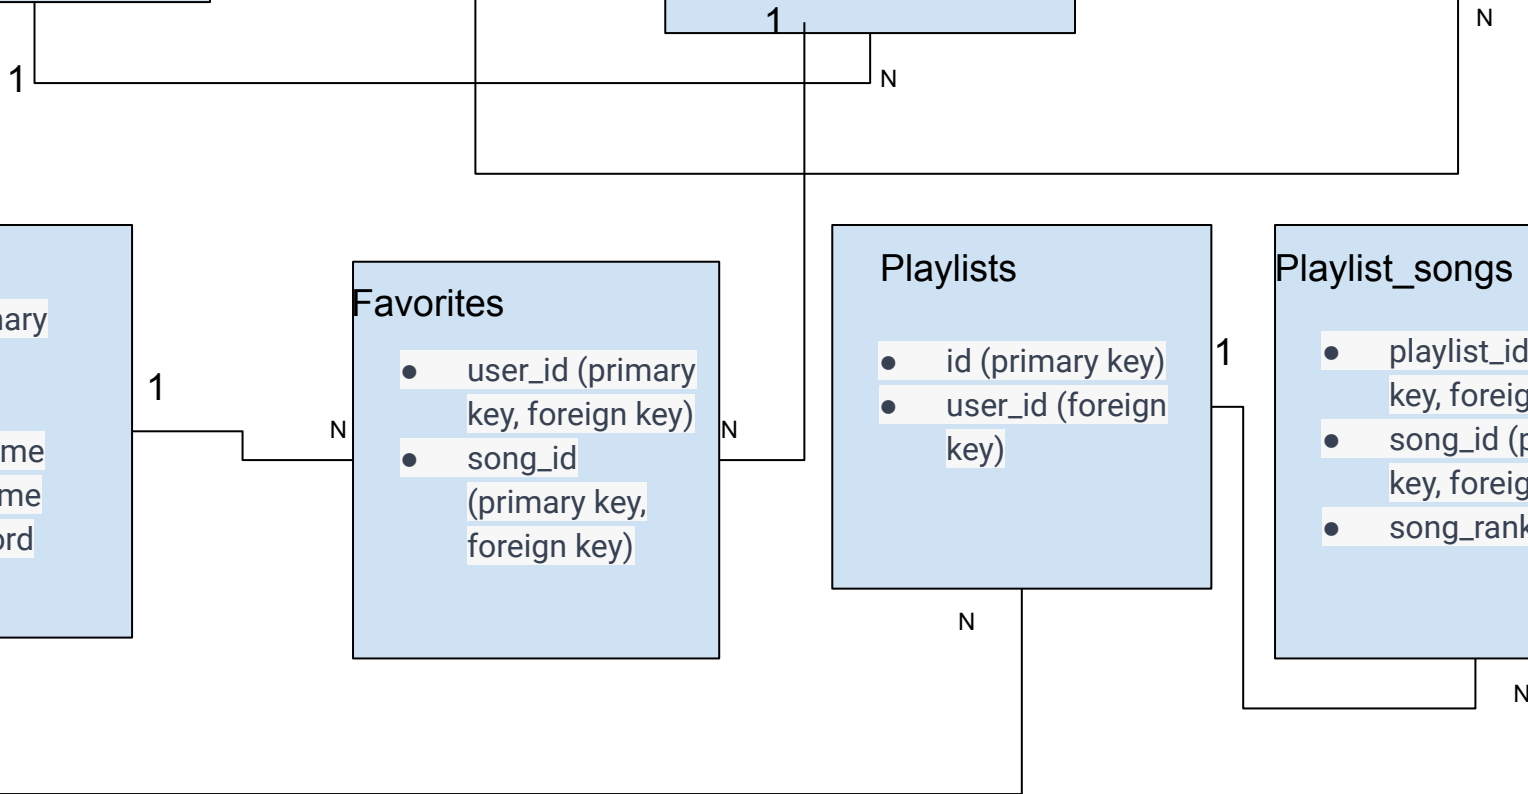 1
N
1
N
ary
me
me
ord
1
N
Favorites
● user_id (primary
key, foreign key)
● song_id
(primary key,
foreign key)
N
Playlists
● id (primary key)
● user_id (foreign
key)
1
N
Playlist_songs
● playlist_id
key, foreig
● song_id (p
key, foreig
● song_rank
N